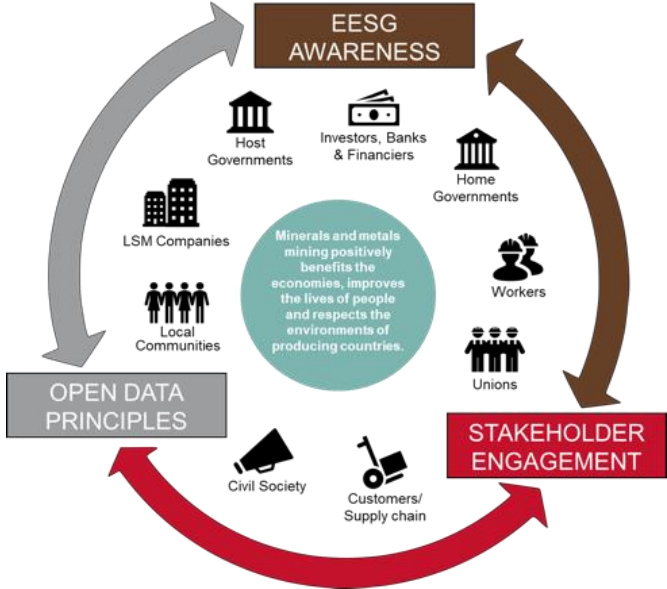 EESG
AWARENESS
Host
Governments
Investors, Banks
& Financiers
Home
Governments
LSM Companies
Minerals and metals
mining positively
benefits the
economies, improves
the lives of people
and respects the
environments of
producing countries.
Workers
Local
Communities
Unions
OPEN DATA
PRINCIPLES
STAKEHOLDER
ENGAGEMENT
Civil Society
Customers/
Supply chain